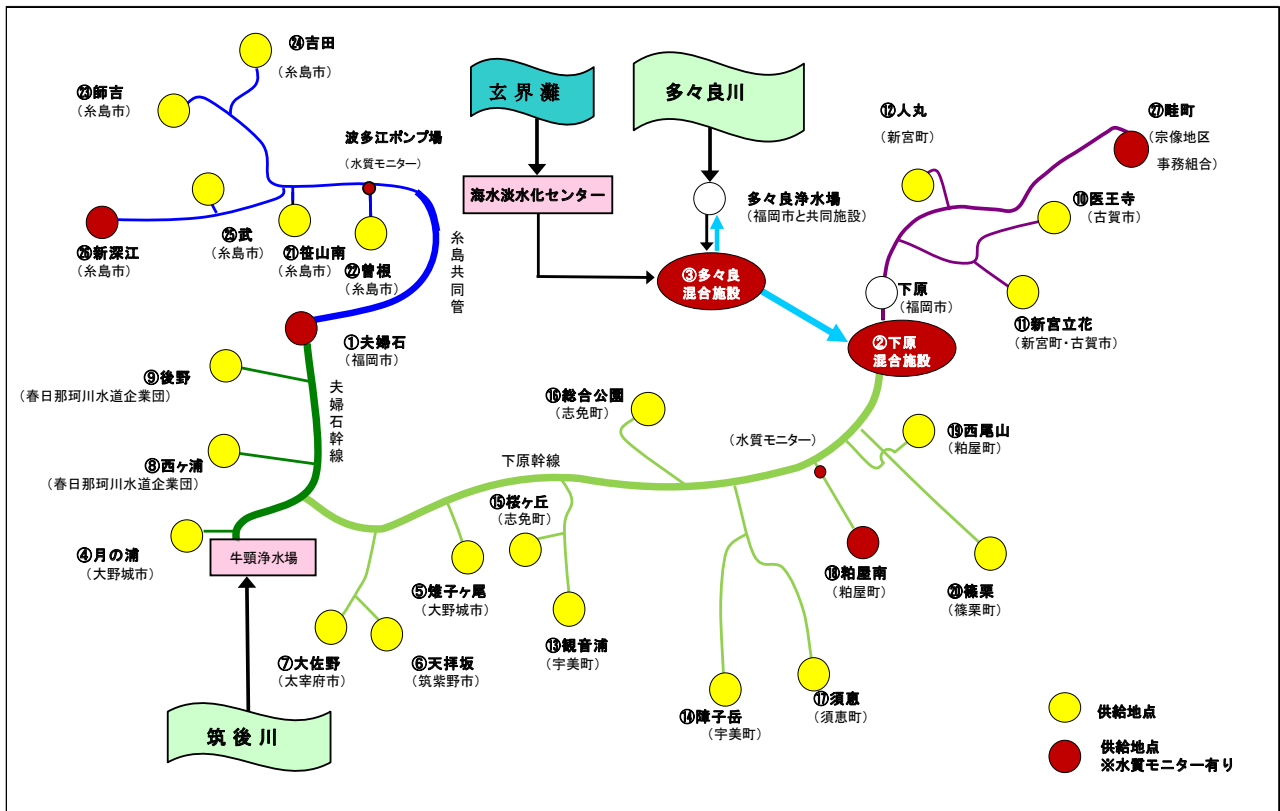 ㉔吉田
（糸島市）
㉓師吉
（糸島市）
波多江ポンプ場
（水質モニター）
玄界灘
多々良川
⑫人丸
（新宮町）
㉗畦町
（宗像地区
事務組合）
海水淡水化センター
多々良浄水場
（福岡市と共同施設）
⑩医王寺
（古賀市）
㉖新深江
（糸島市）
㉕武
（糸島市）
㉑笹山南
（糸島市）
㉒曽根
（糸島市）
糸島共同管
③多々良
混合施設
下原
（福岡市）
⑪新宮立花
（新宮町・古賀市）
①夫婦石
（福岡市）
②下原
混合施設
⑨後野
（春日那珂川水道企業団）
夫婦石幹線
⑯総合公園
（志免町）
（水質モニター）
⑲西尾山
（粕屋町）
⑧西ヶ浦
（春日那珂川水道企業団）
下原幹線
⑮桜ヶ丘
（志免町）
④月の浦
（大野城市）
牛頸浄水場
⑤雉子ヶ尾
（大野城市）
⑱粕屋南
（粕屋町）
⑳篠栗
（篠栗町）
⑬観音浦
（宇美町）
⑦大佐野
（太宰府市）
⑥天拝坂
（筑紫野市）
⑭障子岳
（宇美町）
⑰須恵
（須恵町）
筑後川
供給地点
供給地点
※水質モニター有り